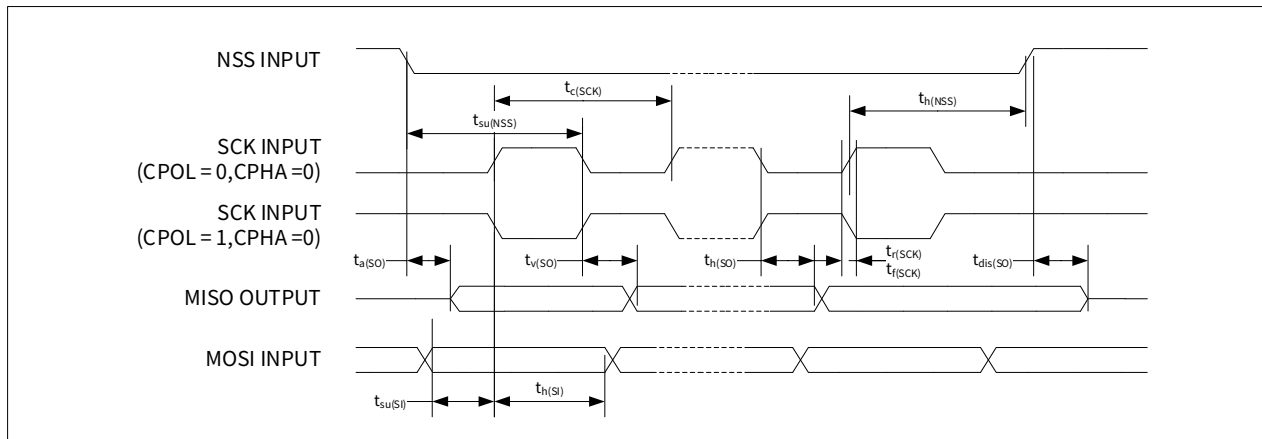 NSS INPUT
t_c(SCK)
t_h(NSS)
t_su(NSS)
SCK INPUT
(CPOL = 0,CPHA =0)
SCK INPUT
(CPOL = 1,CPHA =0)
t_a(SO)
t_v(SO)
t_h(SO)
t_r(SCK)
t_f(SCK)
t_dis(SO)
MISO OUTPUT
MOSI INPUT
t_su(SI)
t_h(SI)